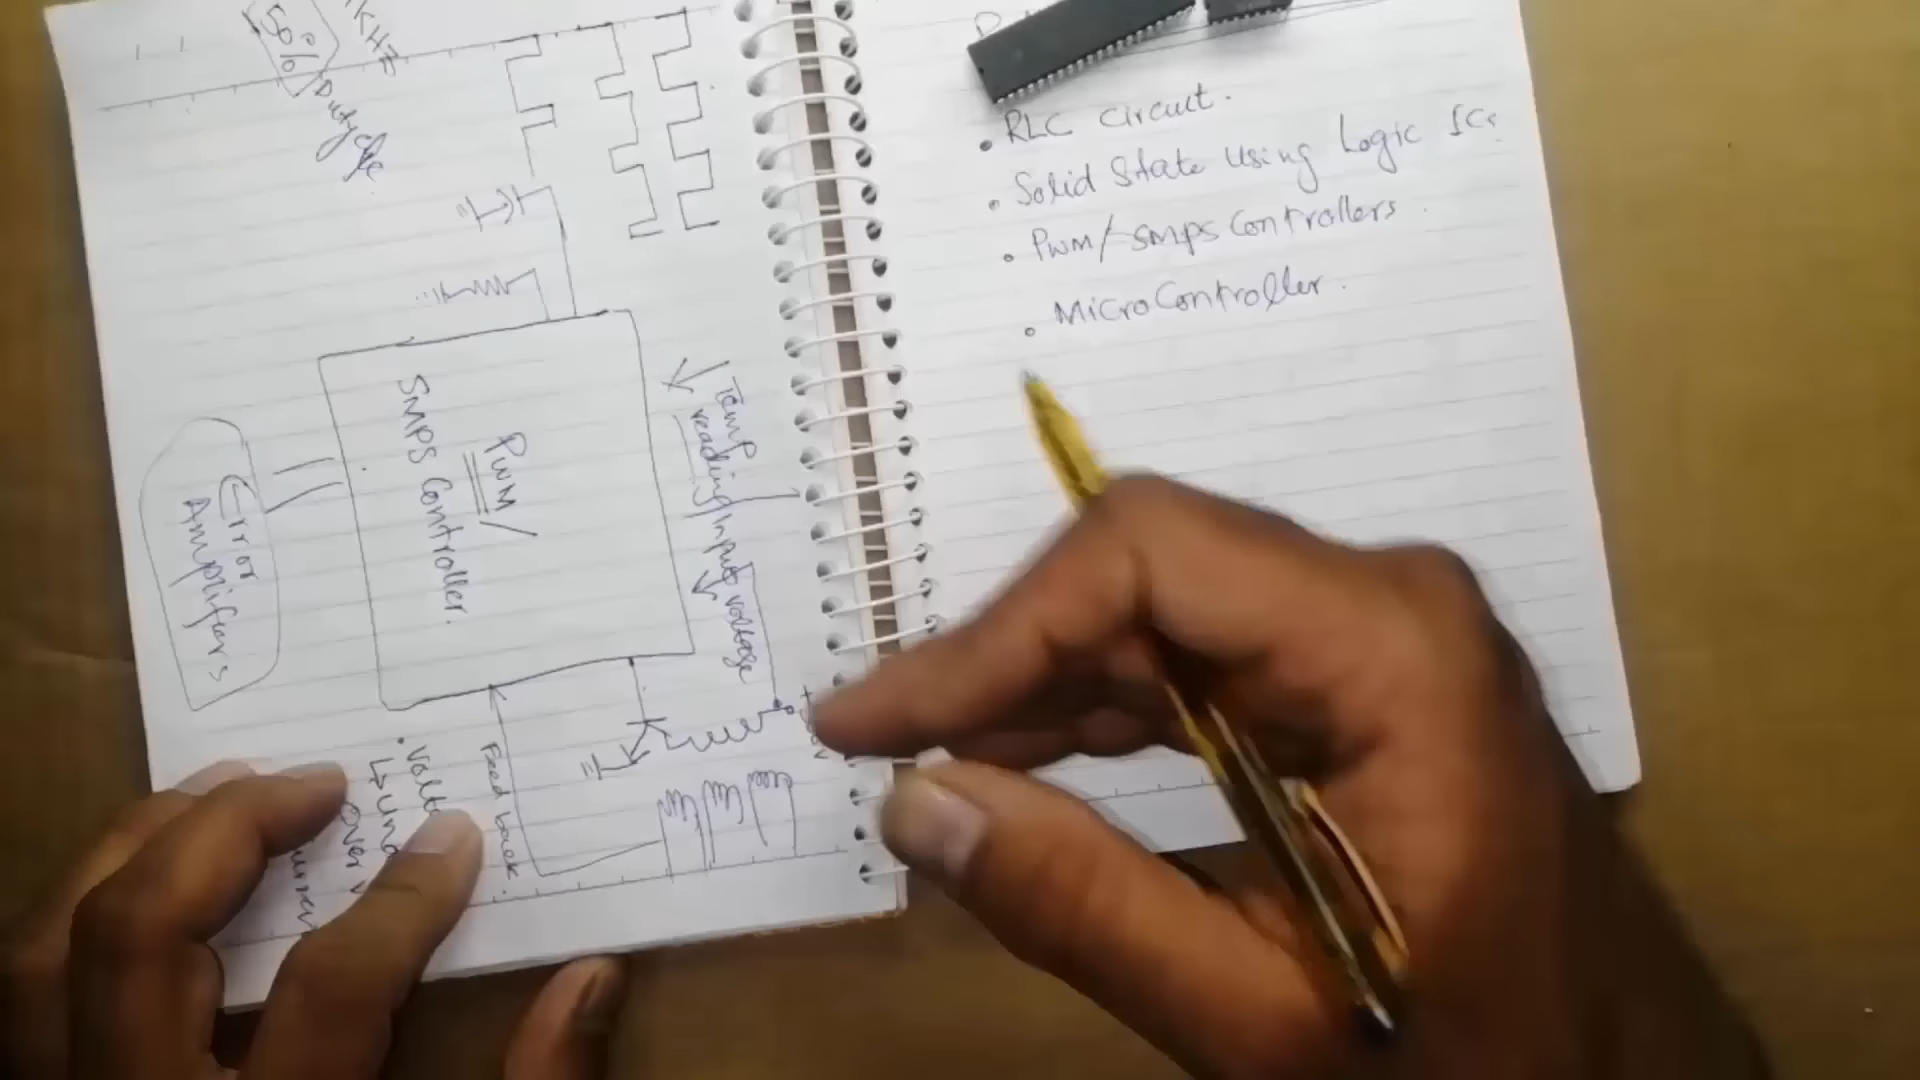 RLC Circuit.
Solid State Using Logic ICs
PWM/SMPS Controllers
MicroController.
KHz
50%
Duty Cycle
PWM/
SMPS Controller.
Temp
reading
Input voltage
Error
Amplifiers
Feed back.
over